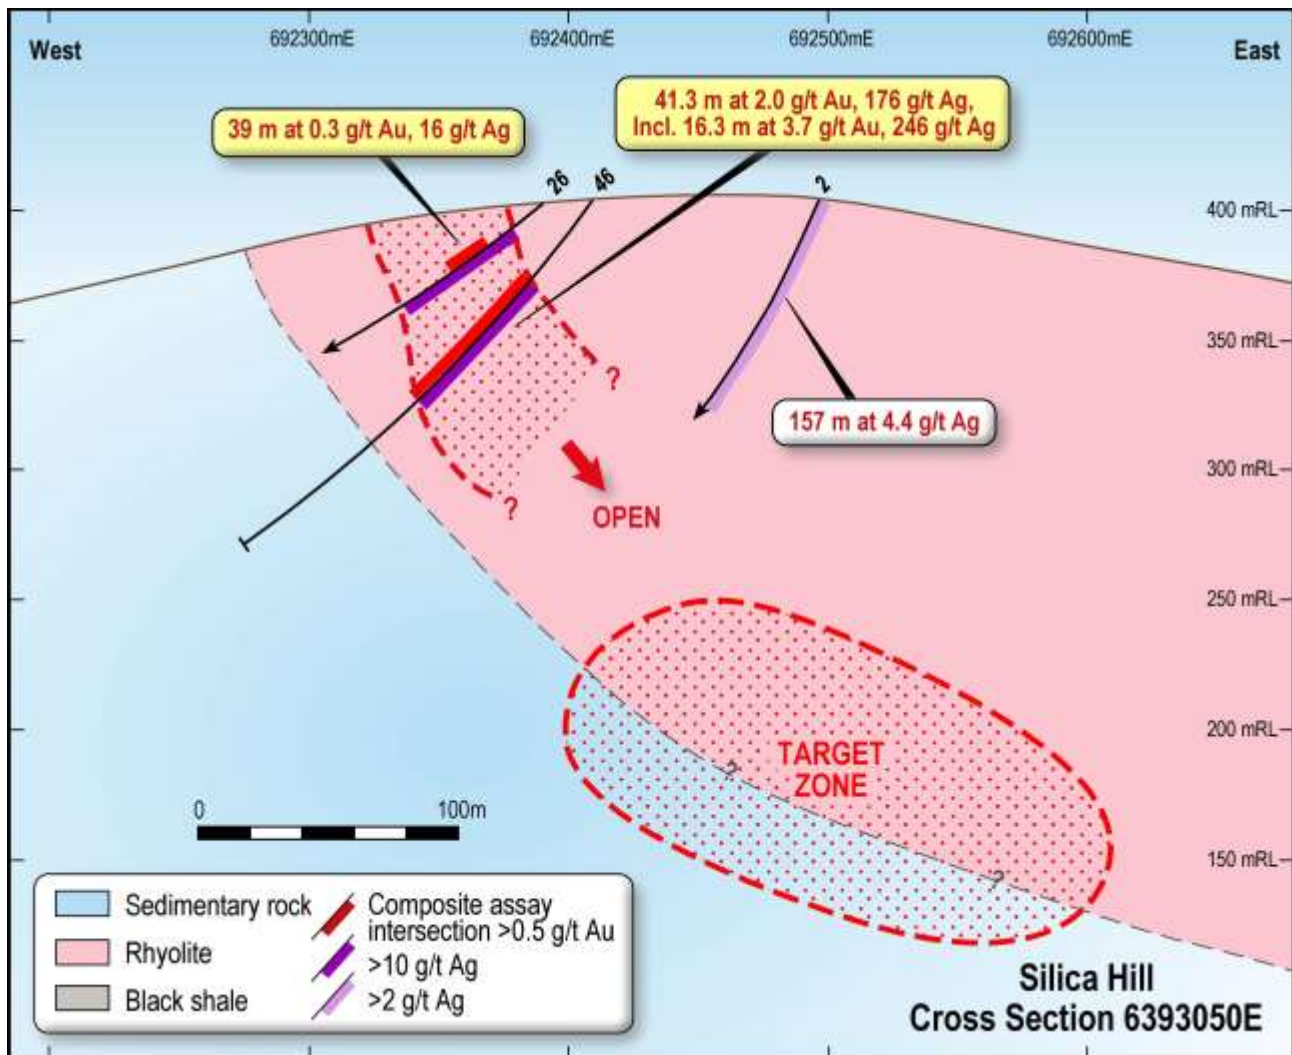 692300mE
692400mE
692500mE
692600mE
West
East
39 m at 0.3 g/t Au, 16 g/t Ag
41.3 m at 2.0 g/t Au, 176 g/t Ag,
Incl. 16.3 m at 3.7 g/t Au, 246 g/t Ag
26
46
2
400 mRL
350 mRL
?
157 m at 4.4 g/t Ag
300 mRL
?
OPEN
250 mRL
200 mRL
TARGET
ZONE
?
0
100m
150 mRL
?
Sedimentary rock
Rhyolite
Black shale
Composite assay
intersection >0.5 g/t Au
>10 g/t Ag
>2 g/t Ag
Silica Hill
Cross Section 6393050E